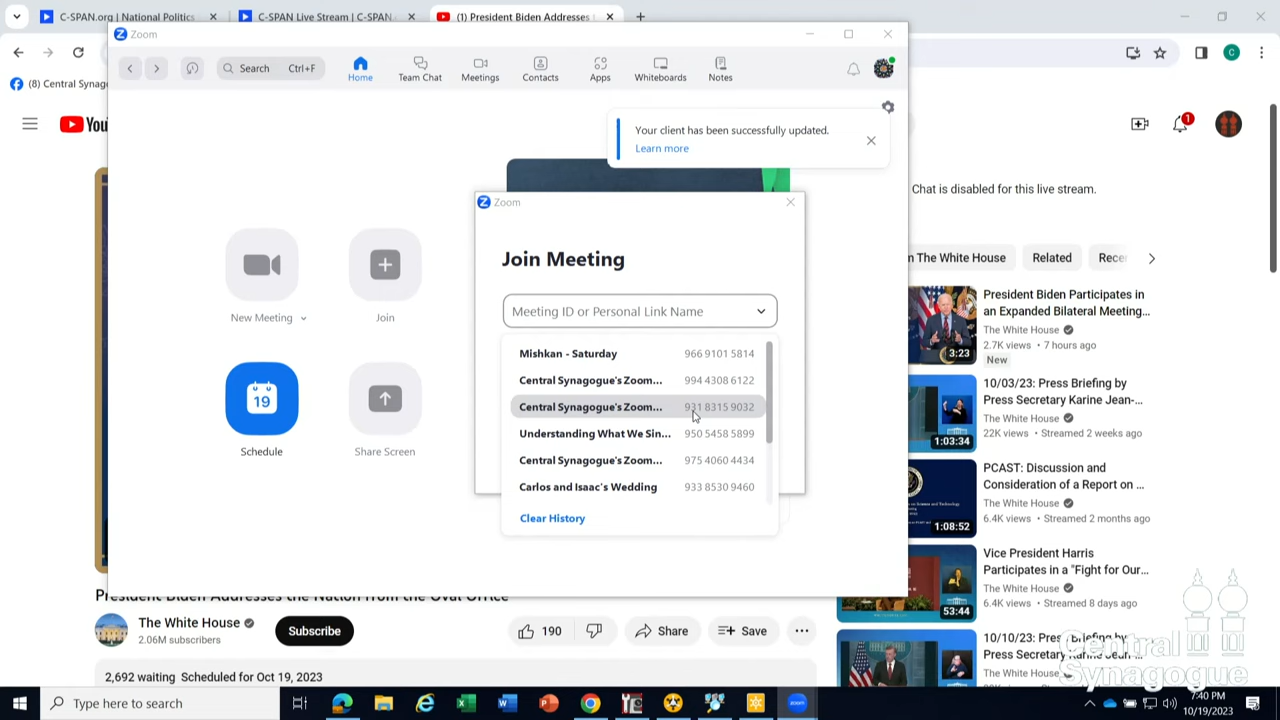 C-SPAN.org | National Politics
C-SPAN Live Stream | C-SPAN
(1) President Biden Addresses
(8) Central Synag
Zoom
Search Ctrl+F
Home
Team Chat
Meetings
Contacts
Apps
Whiteboards
Notes
Your client has been successfully updated.
Learn more
You
1
C
Chat is disabled for this live stream.
Zoom
Join Meeting
Meeting ID or Personal Link Name
Mishkan - Saturday 966 9101 5814
Central Synagogue's Zoom... 994 4308 6122
Central Synagogue's Zoom... 931 8315 9032
Understanding What We Sin... 950 5458 5899
Central Synagogue's Zoom... 975 4060 4434
Carlos and Isaac's Wedding 933 8530 9460
Clear History
New Meeting
Join
19
Schedule
Share Screen
m The White House
Related
Rece
President Biden Participates in
an Expanded Bilateral Meeting...
The White House
2.7K views • 7 hours ago
New
3:23
10/03/23: Press Briefing by
Press Secretary Karine Jean-...
The White House
22K views • Streamed 2 weeks ago
1:03:34
PCAST: Discussion and
Consideration of a Report on ...
The White House
6.4K views • Streamed 2 months ago
1:08:52
Vice President Harris
Participates in a "Fight for Our...
The White House
6.4K views • Streamed 8 days ago
53:44
10/10/23: Press Briefing by
Press Secretary Karine Jean-...
The White House
President Biden Addresses the Nation from the Oval Office
The White House
2.06M subscribers
Subscribe
190
Share
Save
2,692 waiting Scheduled for Oct 19, 2023
Central
Synagogue
Type here to search
zoom
7:40 PM
10/19/2023